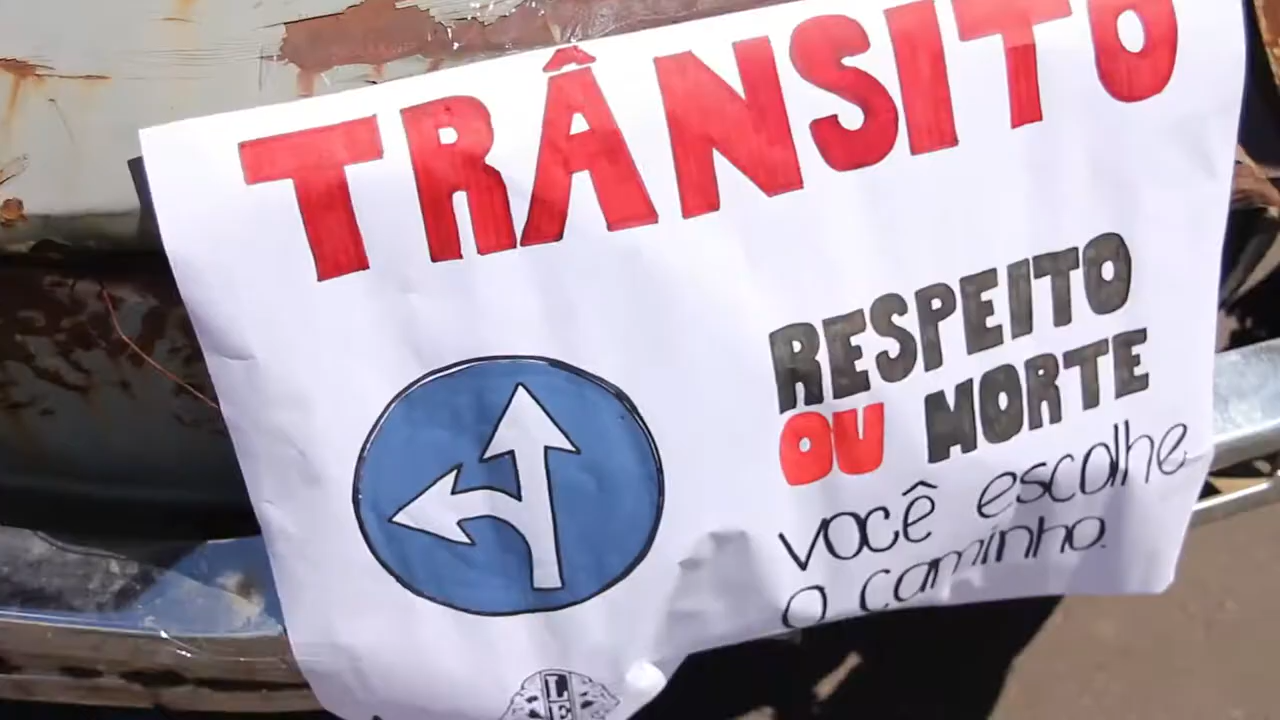 TRÂNSITO
RESPEITO
OU MORTE
você escolhe
o caminho.
L
E